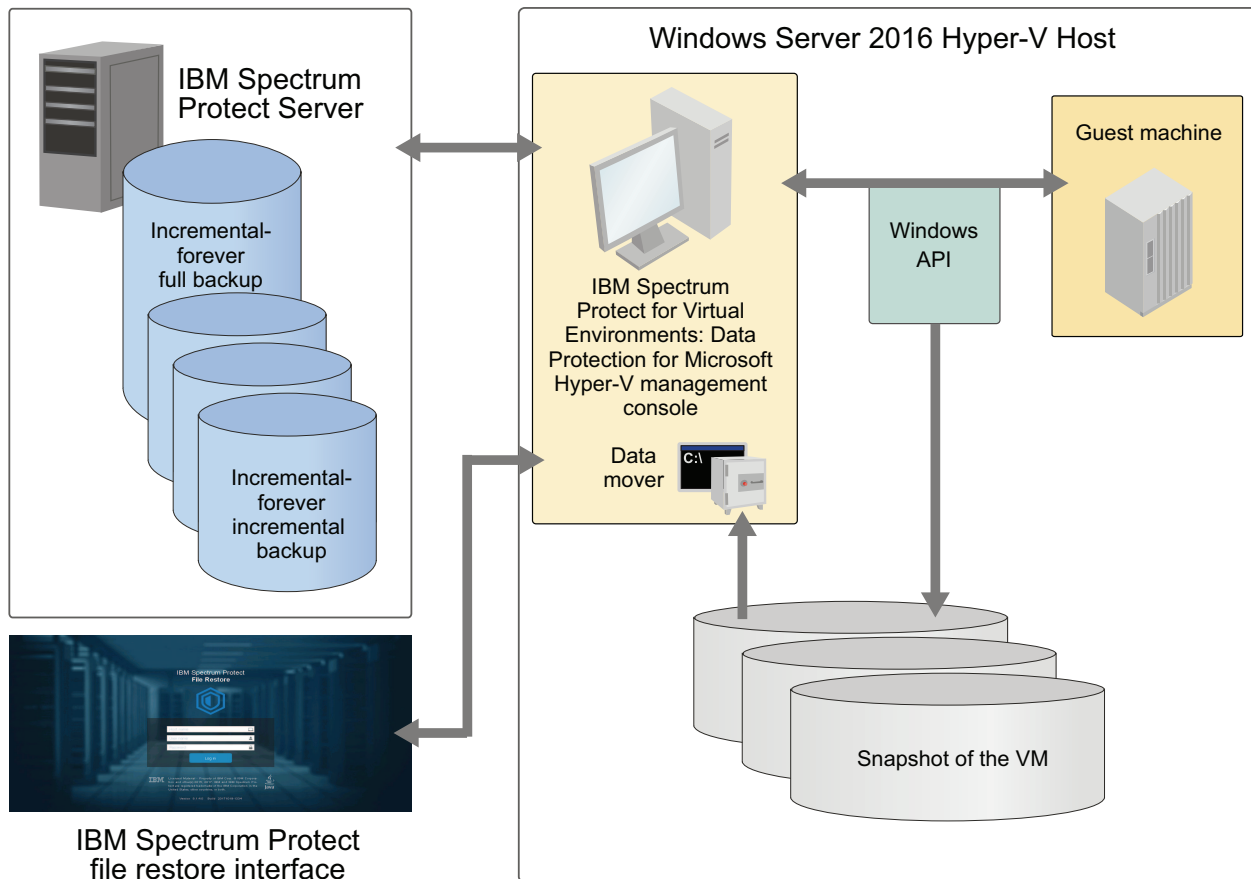 IBM Spectrum
Protect Server
Incremental-
forever
full backup
Incremental-
forever
incremental
backup
IBM Spectrum Protect
File Restore
Log in
IBM
Java
IBM Spectrum Protect
file restore interface
Windows Server 2016 Hyper-V Host
IBM Spectrum
Protect for Virtual
Environments: Data
Protection for Microsoft
Hyper-V management
console
Data
mover
C:\
Windows
API
Guest machine
Snapshot of the VM